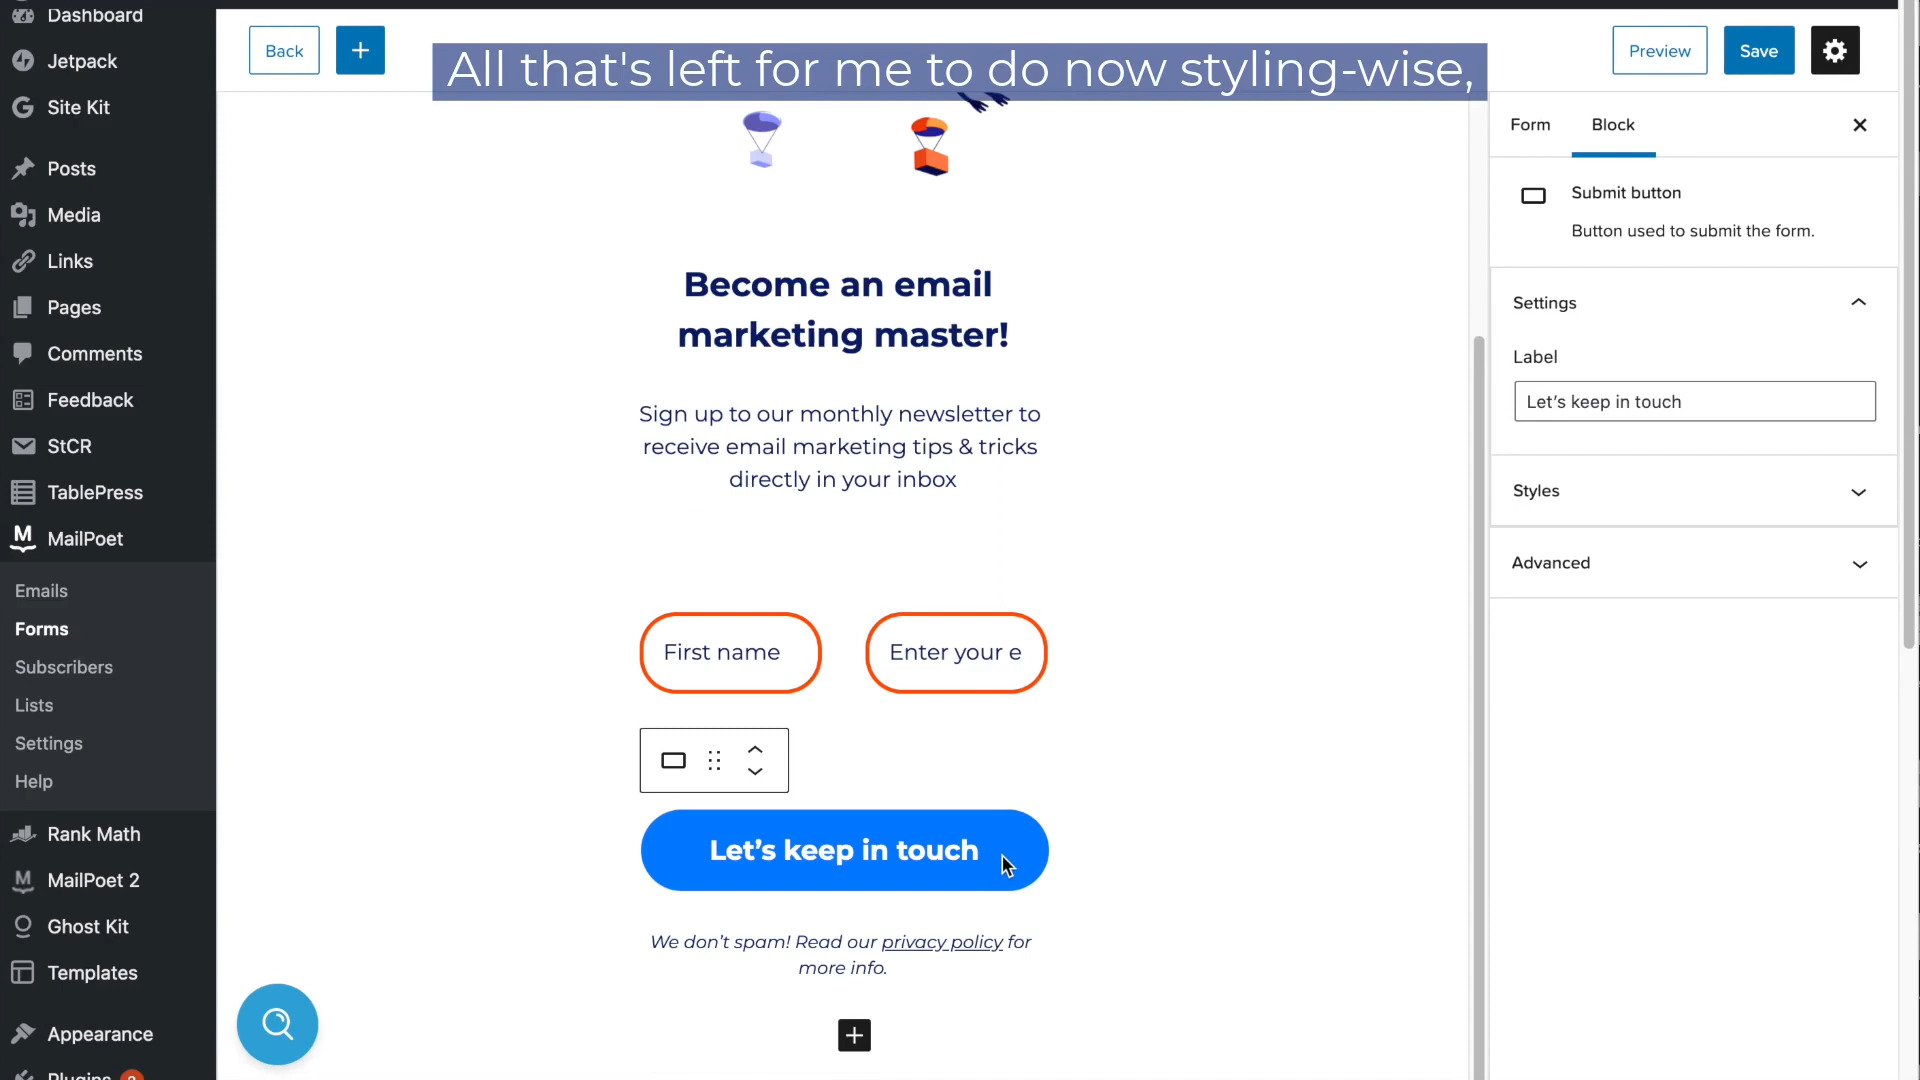 Dashboard
Jetpack
Site Kit
Posts
Media
Links
Pages
Comments
Feedback
StCR
TablePress
MailPoet
Emails
Forms
Subscribers
Lists
Settings
Help
Rank Math
MailPoet 2
Ghost Kit
Templates
Appearance
Plugins
Back
All that's left for me to do now styling-wise,
Preview
Save
Become an email
marketing master!
Sign up to our monthly newsletter to
receive email marketing tips & tricks
directly in your inbox
First name
Enter your e
Let's keep in touch
We don't spam! Read our privacy policy for
more info.
Form
Block
Submit button
Button used to submit the form.
Settings
Label
Let's keep in touch
Styles
Advanced